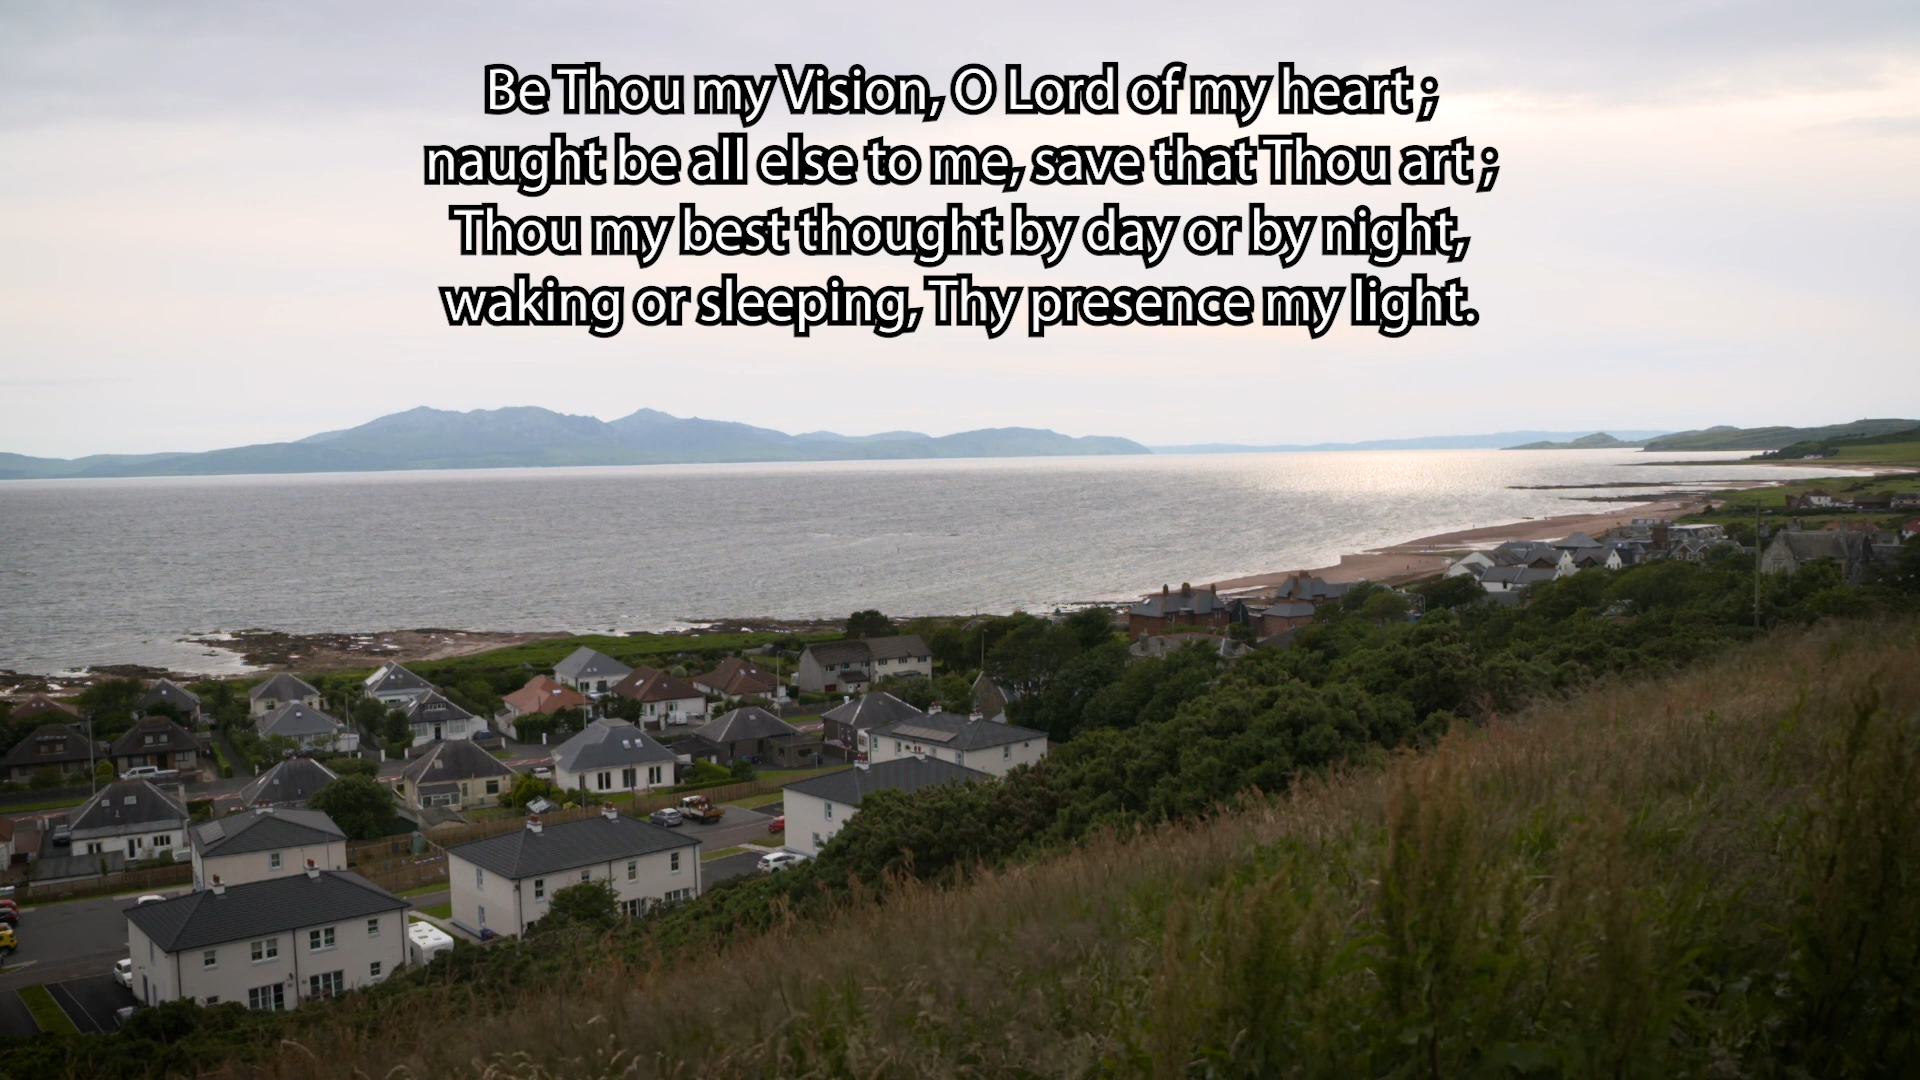 Be Thou my Vision, O Lord of my heart ;
naught be all else to me, save that Thou art ;
Thou my best thought by day or by night,
waking or sleeping, Thy presence my light.